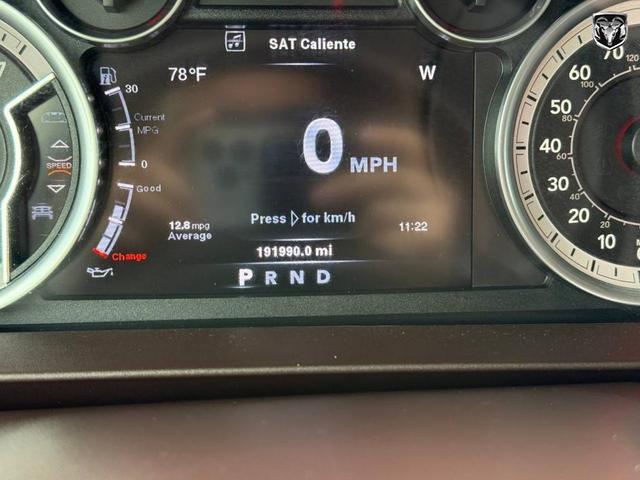 SAT Caliente
78°F
W
30
Current
MPG
0
Good
Change
SPEED
0 MPH
12.8 mpg
Average
Press ▷ for km/h
11:22
191990.0 mi
P R N D
70
120
60
100
50
80
40
60
30
40
20
20
10